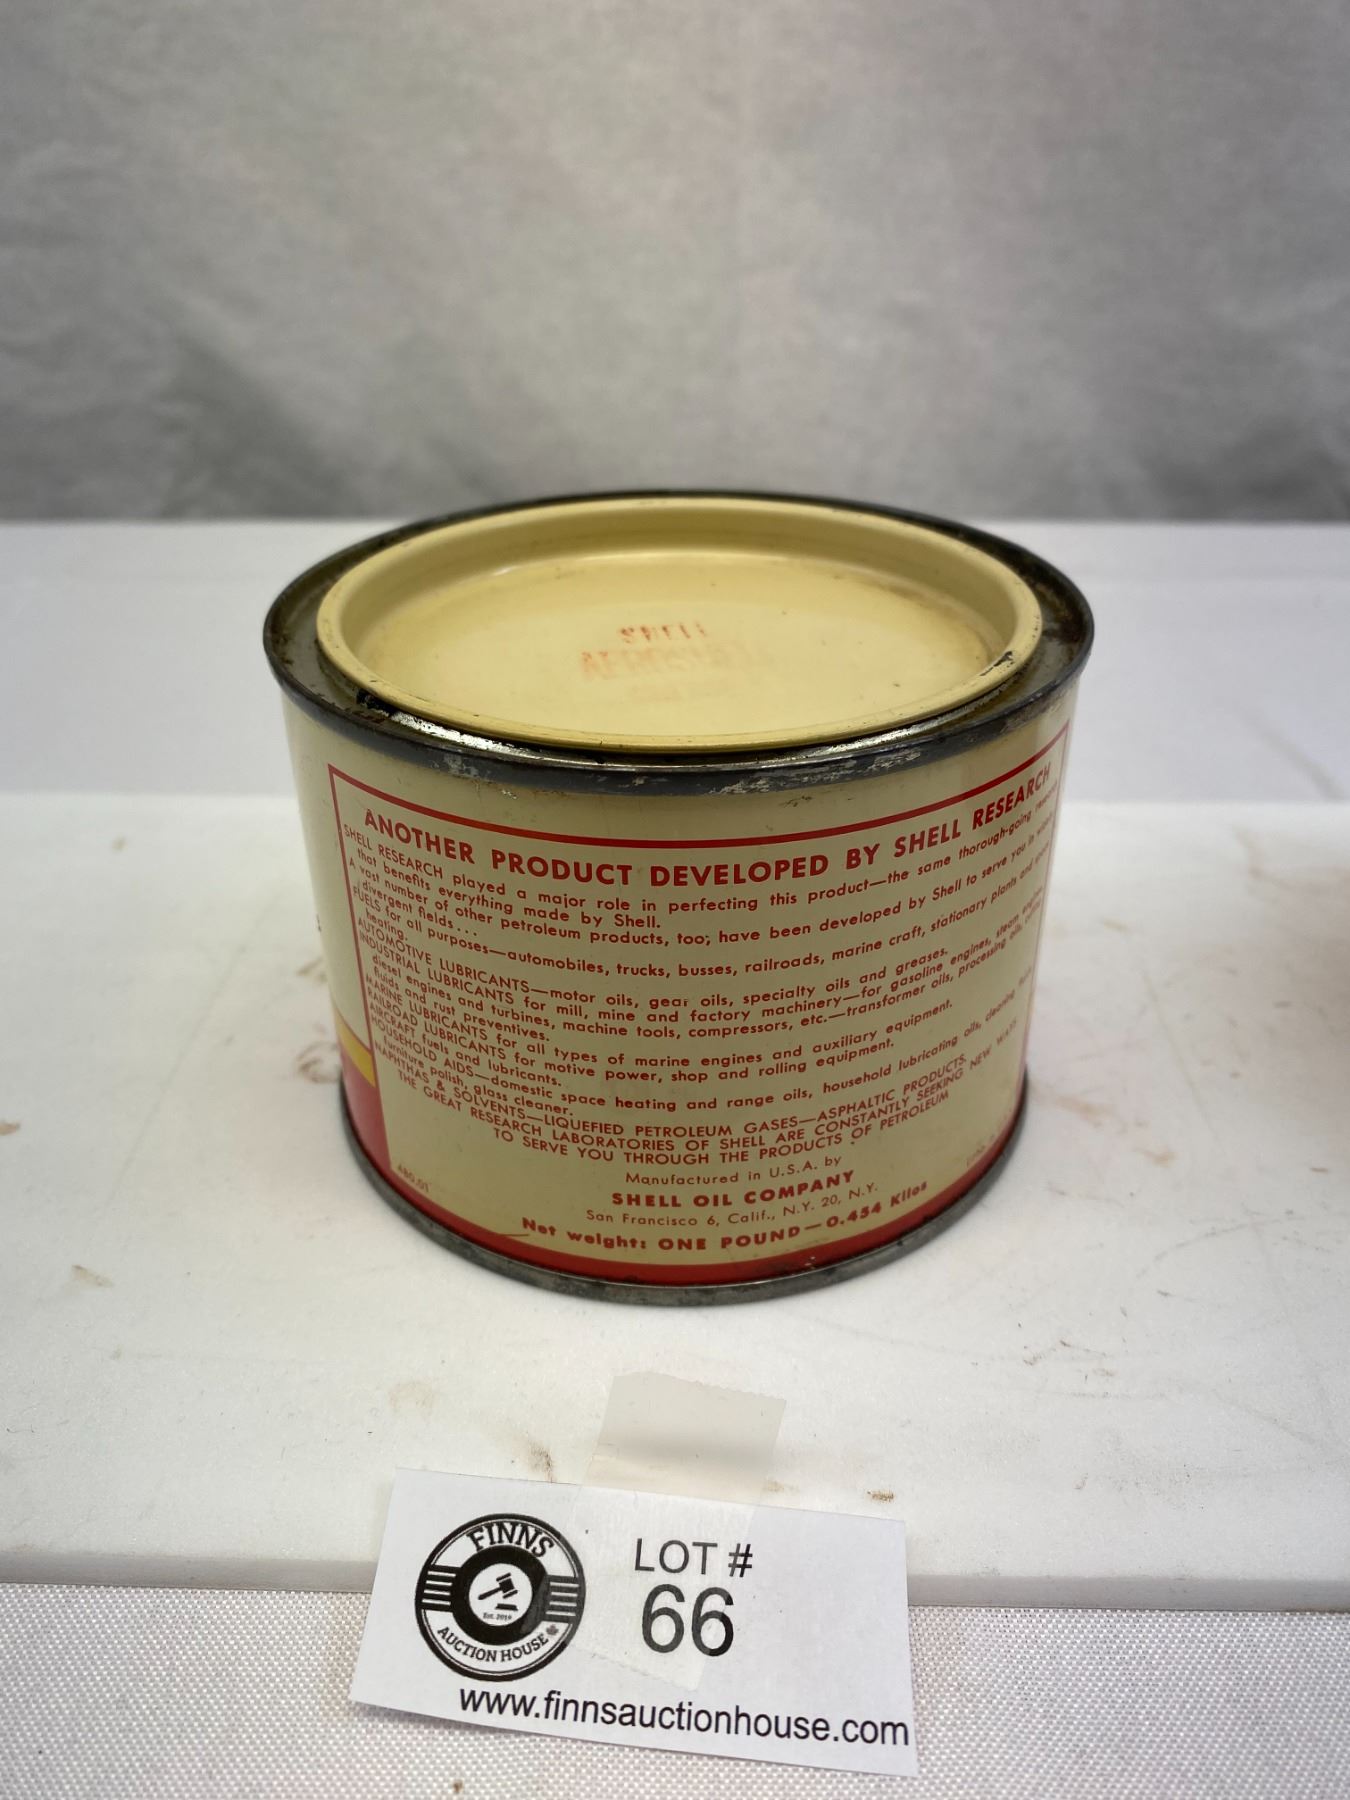 SHELL
ANOTHER PRODUCT DEVELOPED BY SHELL RESEARCH
SHELL RESEARCH played a major role in perfecting this product—the same thorough-going research
that benefits everything made by Shell.
A vast number of other petroleum products, too; have been developed by Shell to serve you in
divergent fields...
FUELS for all purposes—automobiles, trucks, busses, railroads, marine craft, stationary plants and
heating.
AUTOMOTIVE LUBRICANTS—motor oils, gear oils, specialty oils and greases.
INDUSTRIAL LUBRICANTS for mill, mine and factory machinery—for gasoline engines, steam engines,
diesel engines and turbines, machine tools, compressors, etc.—transformer oils, processing oils,
fluids and rust preventives.
MARINE LUBRICANTS for all types of marine engines and auxiliary equipment.
RAILROAD LUBRICANTS for motive power, shop and rolling equipment.
AIRCRAFT fuels and lubricants.
HOUSEHOLD AIDS—domestic space heating and range oils, household lubricating oils, cleaning fluid,
furniture polish, glass cleaner.
NAPHTHAS & SOLVENTS—LIQUEFIED PETROLEUM GASES—ASPHALTIC PRODUCTS.
THE GREAT RESEARCH LABORATORIES OF SHELL ARE CONSTANTLY SEEKING NEW WAYS
TO SERVE YOU THROUGH THE PRODUCTS OF PETROLEUM
Manufactured in U.S.A. by
SHELL OIL COMPANY
San Francisco 6, Calif., N.Y. 20, N.Y.
Net weight: ONE POUND—0.454 Kilos
FINNS
Est. 2019
AUCTION HOUSE
LOT #
66
www.finnsauctionhouse.com